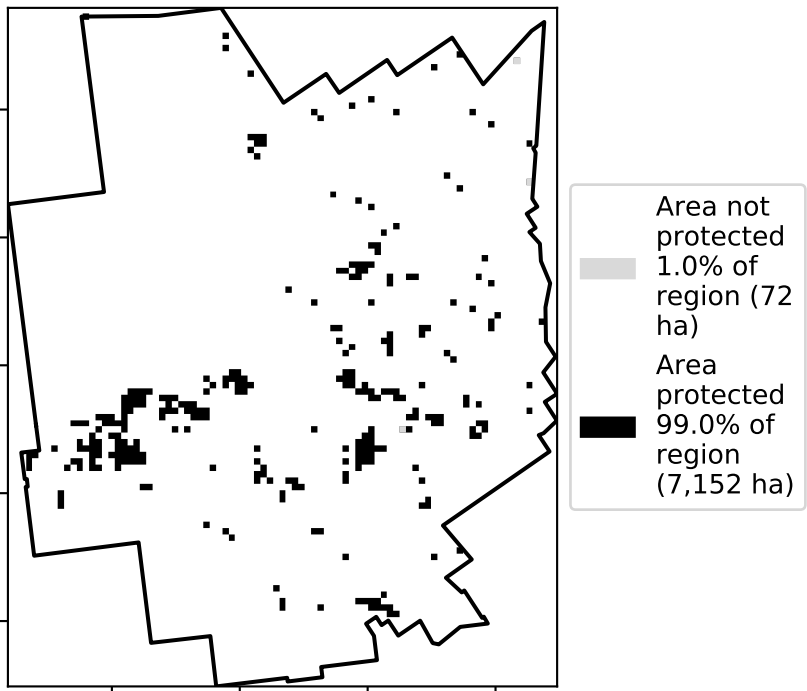 Area not
protected
1.0% of
region (72
ha)
Area
protected
99.0% of
region
(7,152 ha)